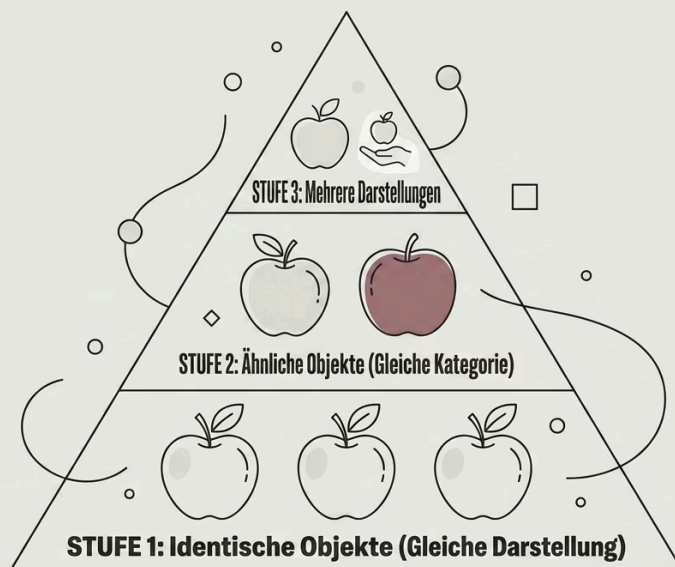 STUFE 3: Mehrere Darstellungen
STUFE 2: Ähnliche Objekte (Gleiche Kategorie)
STUFE 1: Identische Objekte (Gleiche Darstellung)